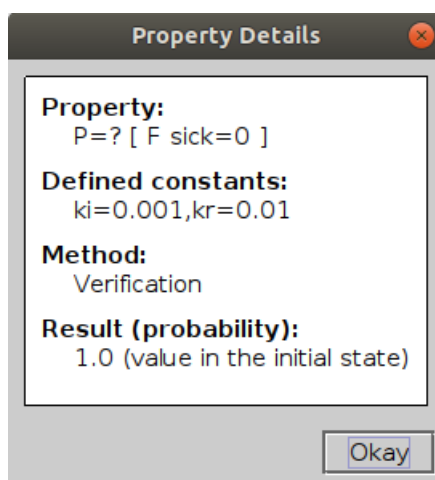 Property Details
Property:
P=? [ F sick=0 ]
Defined constants:
ki=0.001,kr=0.01
Method:
Verification
Result (probability):
1.0 (value in the initial state)
Okay